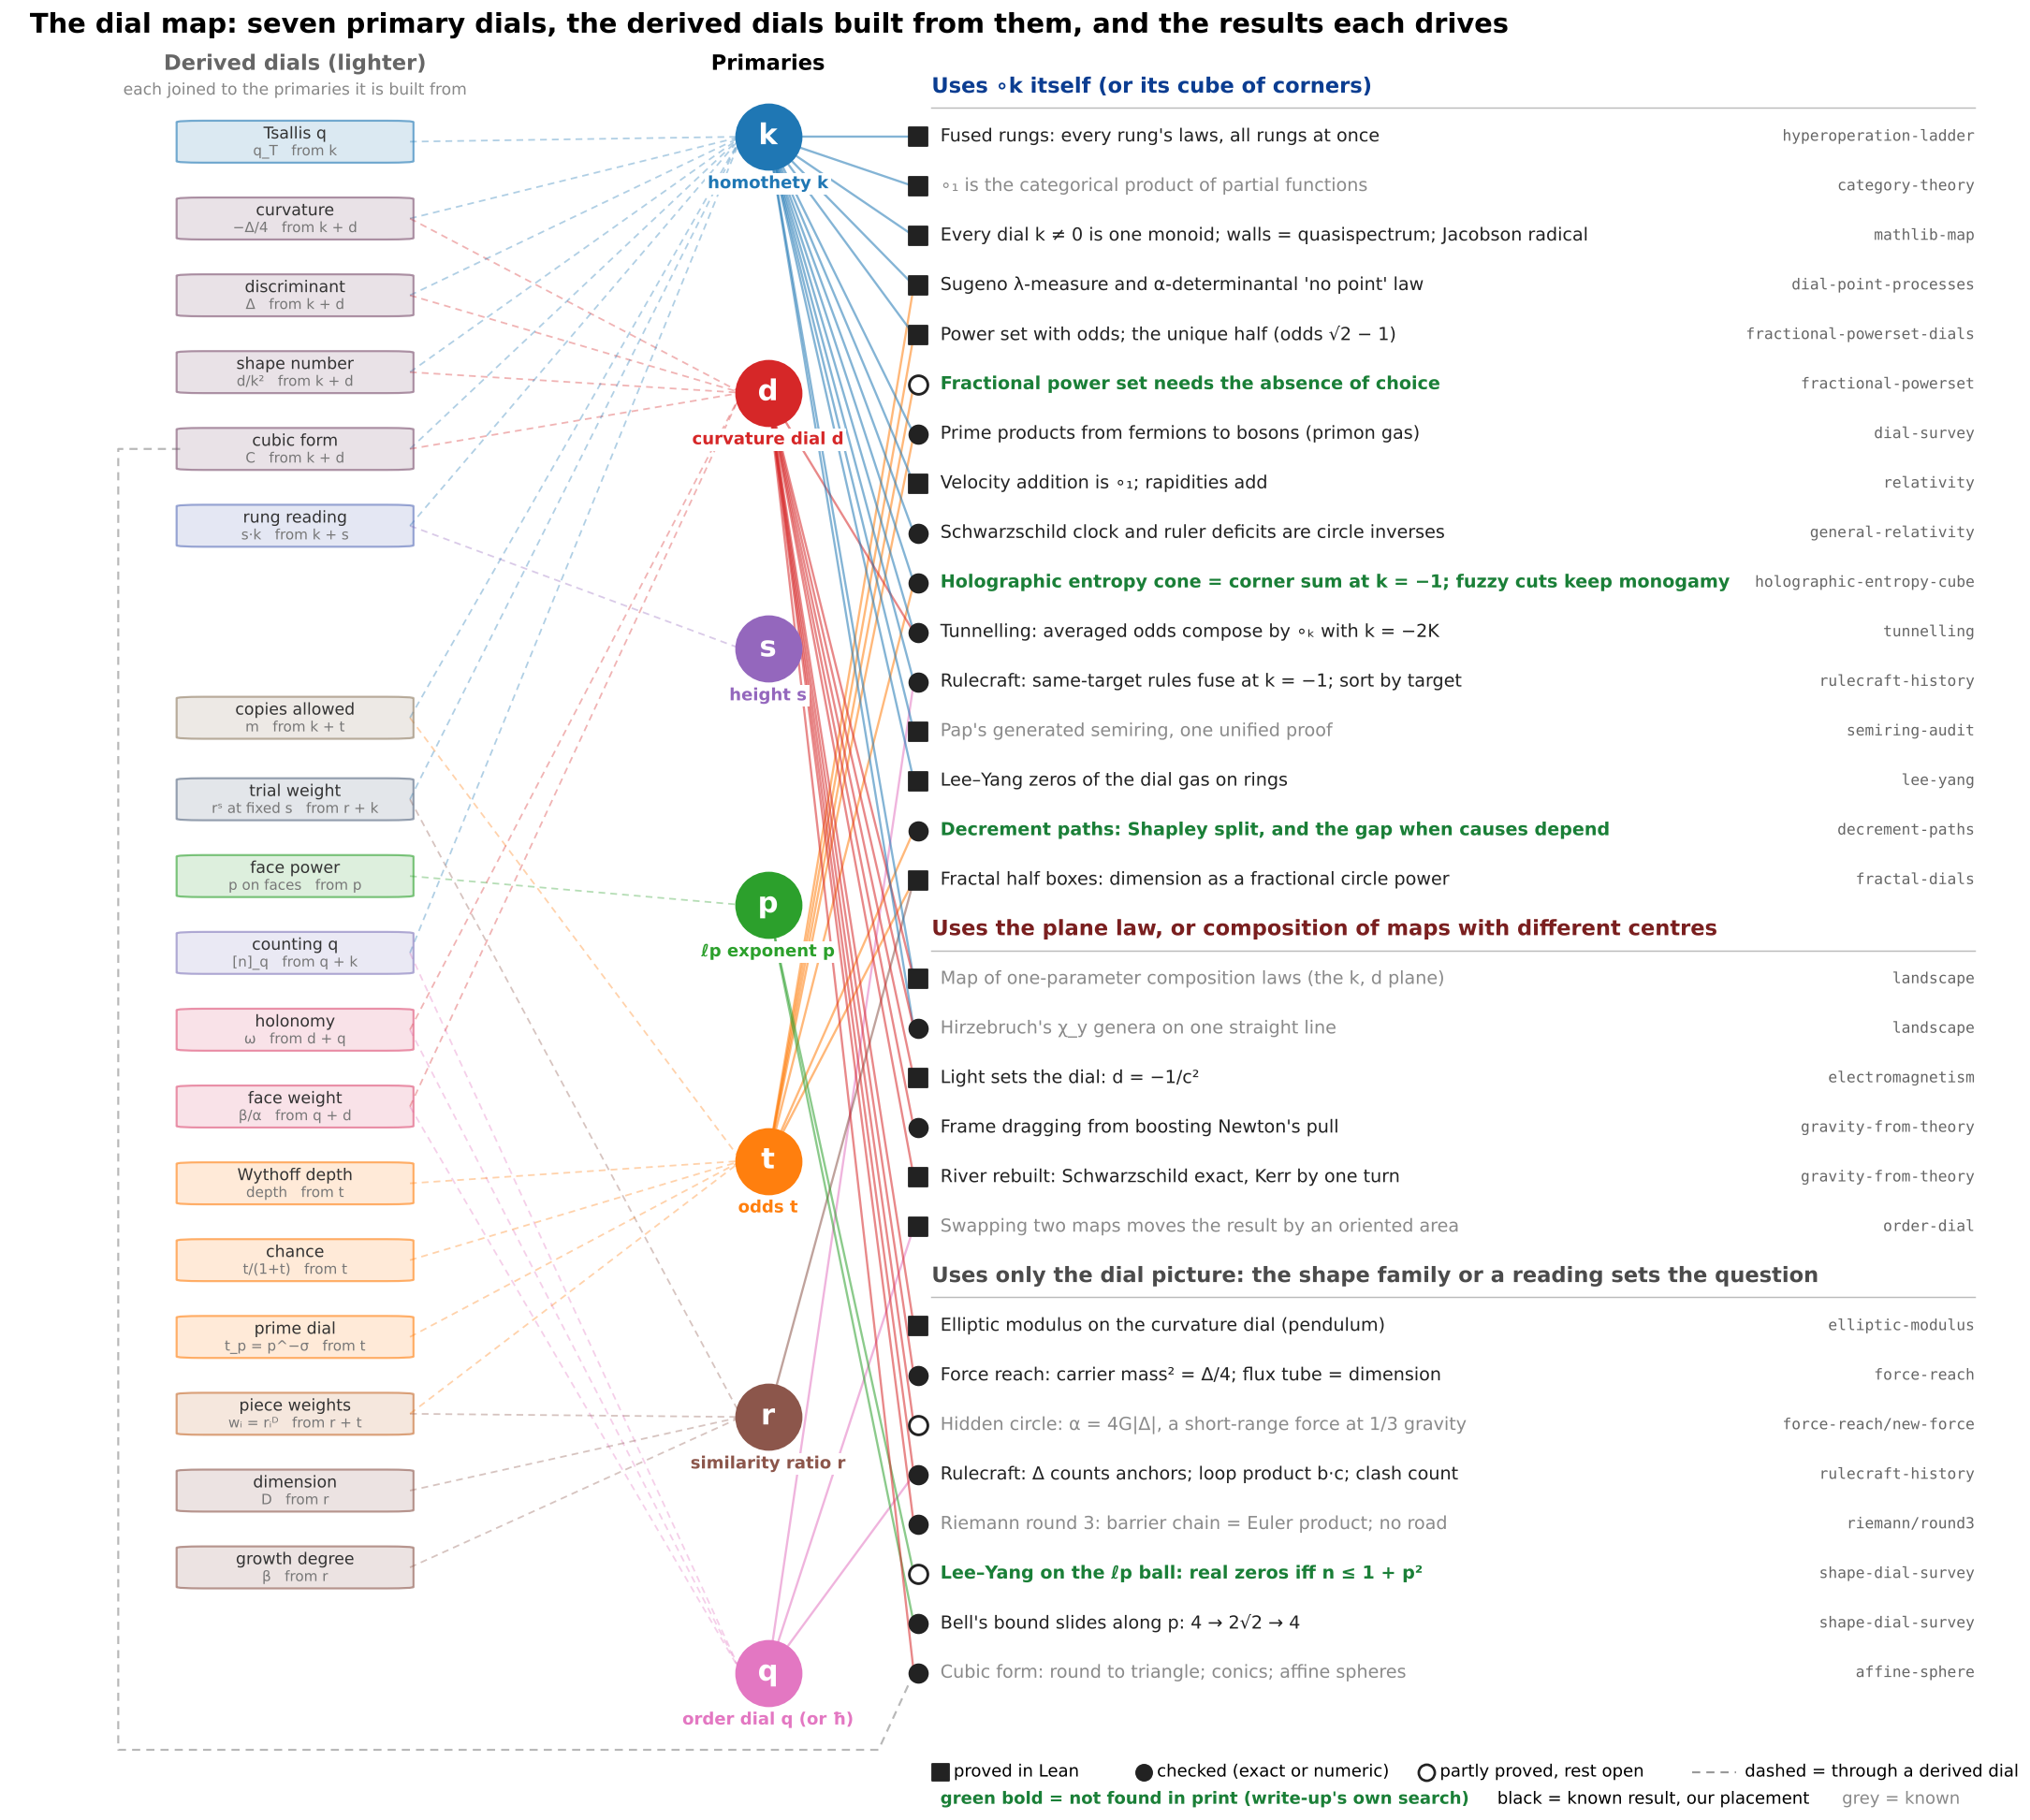 The dial map: seven primary dials, the derived dials built from them, and the results each drives
Derived dials (lighter)
each joined to the primaries it is built from
Tsallis q
q_T from k
curvature
−Δ/4 from k + d
discriminant
Δ from k + d
shape number
d/k² from k + d
cubic form
C from k + d
rung reading
s·k from k + s
copies allowed
m from k + t
trial weight
rˢ at fixed s from r + k
face power
p on faces from p
counting q
[n]_q from q + k
holonomy
ω from d + q
face weight
β/α from q + d
Wythoff depth
depth from t
chance
t/(1+t) from t
prime dial
t_p = p^−σ from t
piece weights
wᵢ = rᵢᴰ from r + t
dimension
D from r
growth degree
β from r
Primaries
k
homothety k
d
curvature dial d
s
height s
p
ℓp exponent p
t
odds t
r
similarity ratio r
q
order dial q (or ħ)
Uses ∘k itself (or its cube of corners)
Fused rungs: every rung's laws, all rungs at once hyperoperation-ladder
∘₁ is the categorical product of partial functions category-theory
Every dial k ≠ 0 is one monoid; walls = quasispectrum; Jacobson radical mathlib-map
Sugeno λ-measure and α-determinantal 'no point' law dial-point-processes
Power set with odds; the unique half (odds √2 − 1) fractional-powerset-dials
Fractional power set needs the absence of choice fractional-powerset
Prime products from fermions to bosons (primon gas) dial-survey
Velocity addition is ∘₁; rapidities add relativity
Schwarzschild clock and ruler deficits are circle inverses general-relativity
Holographic entropy cone = corner sum at k = −1; fuzzy cuts keep monogamy holographic-entropy-cube
Tunnelling: averaged odds compose by ∘ₖ with k = −2K tunnelling
Rulecraft: same-target rules fuse at k = −1; sort by target rulecraft-history
Pap's generated semiring, one unified proof semiring-audit
Lee–Yang zeros of the dial gas on rings lee-yang
Decrement paths: Shapley split, and the gap when causes depend decrement-paths
Fractal half boxes: dimension as a fractional circle power fractal-dials
Uses the plane law, or composition of maps with different centres
Map of one-parameter composition laws (the k, d plane) landscape
Hirzebruch's χ_y genera on one straight line landscape
Light sets the dial: d = −1/c² electromagnetism
Frame dragging from boosting Newton's pull gravity-from-theory
River rebuilt: Schwarzschild exact, Kerr by one turn gravity-from-theory
Swapping two maps moves the result by an oriented area order-dial
Uses only the dial picture: the shape family or a reading sets the question
Elliptic modulus on the curvature dial (pendulum) elliptic-modulus
Force reach: carrier mass² = Δ/4; flux tube = dimension force-reach
Hidden circle: α = 4G|Δ|, a short-range force at 1/3 gravity force-reach/new-force
Rulecraft: Δ counts anchors; loop product b·c; clash count rulecraft-history
Riemann round 3: barrier chain = Euler product; no road riemann/round3
Lee–Yang on the ℓp ball: real zeros iff n ≤ 1 + p² shape-dial-survey
Bell's bound slides along p: 4 → 2√2 → 4 shape-dial-survey
Cubic form: round to triangle; conics; affine spheres affine-sphere
proved in Lean checked (exact or numeric) partly proved, rest open dashed = through a derived dial
green bold = not found in print (write-up's own search) black = known result, our placement grey = known